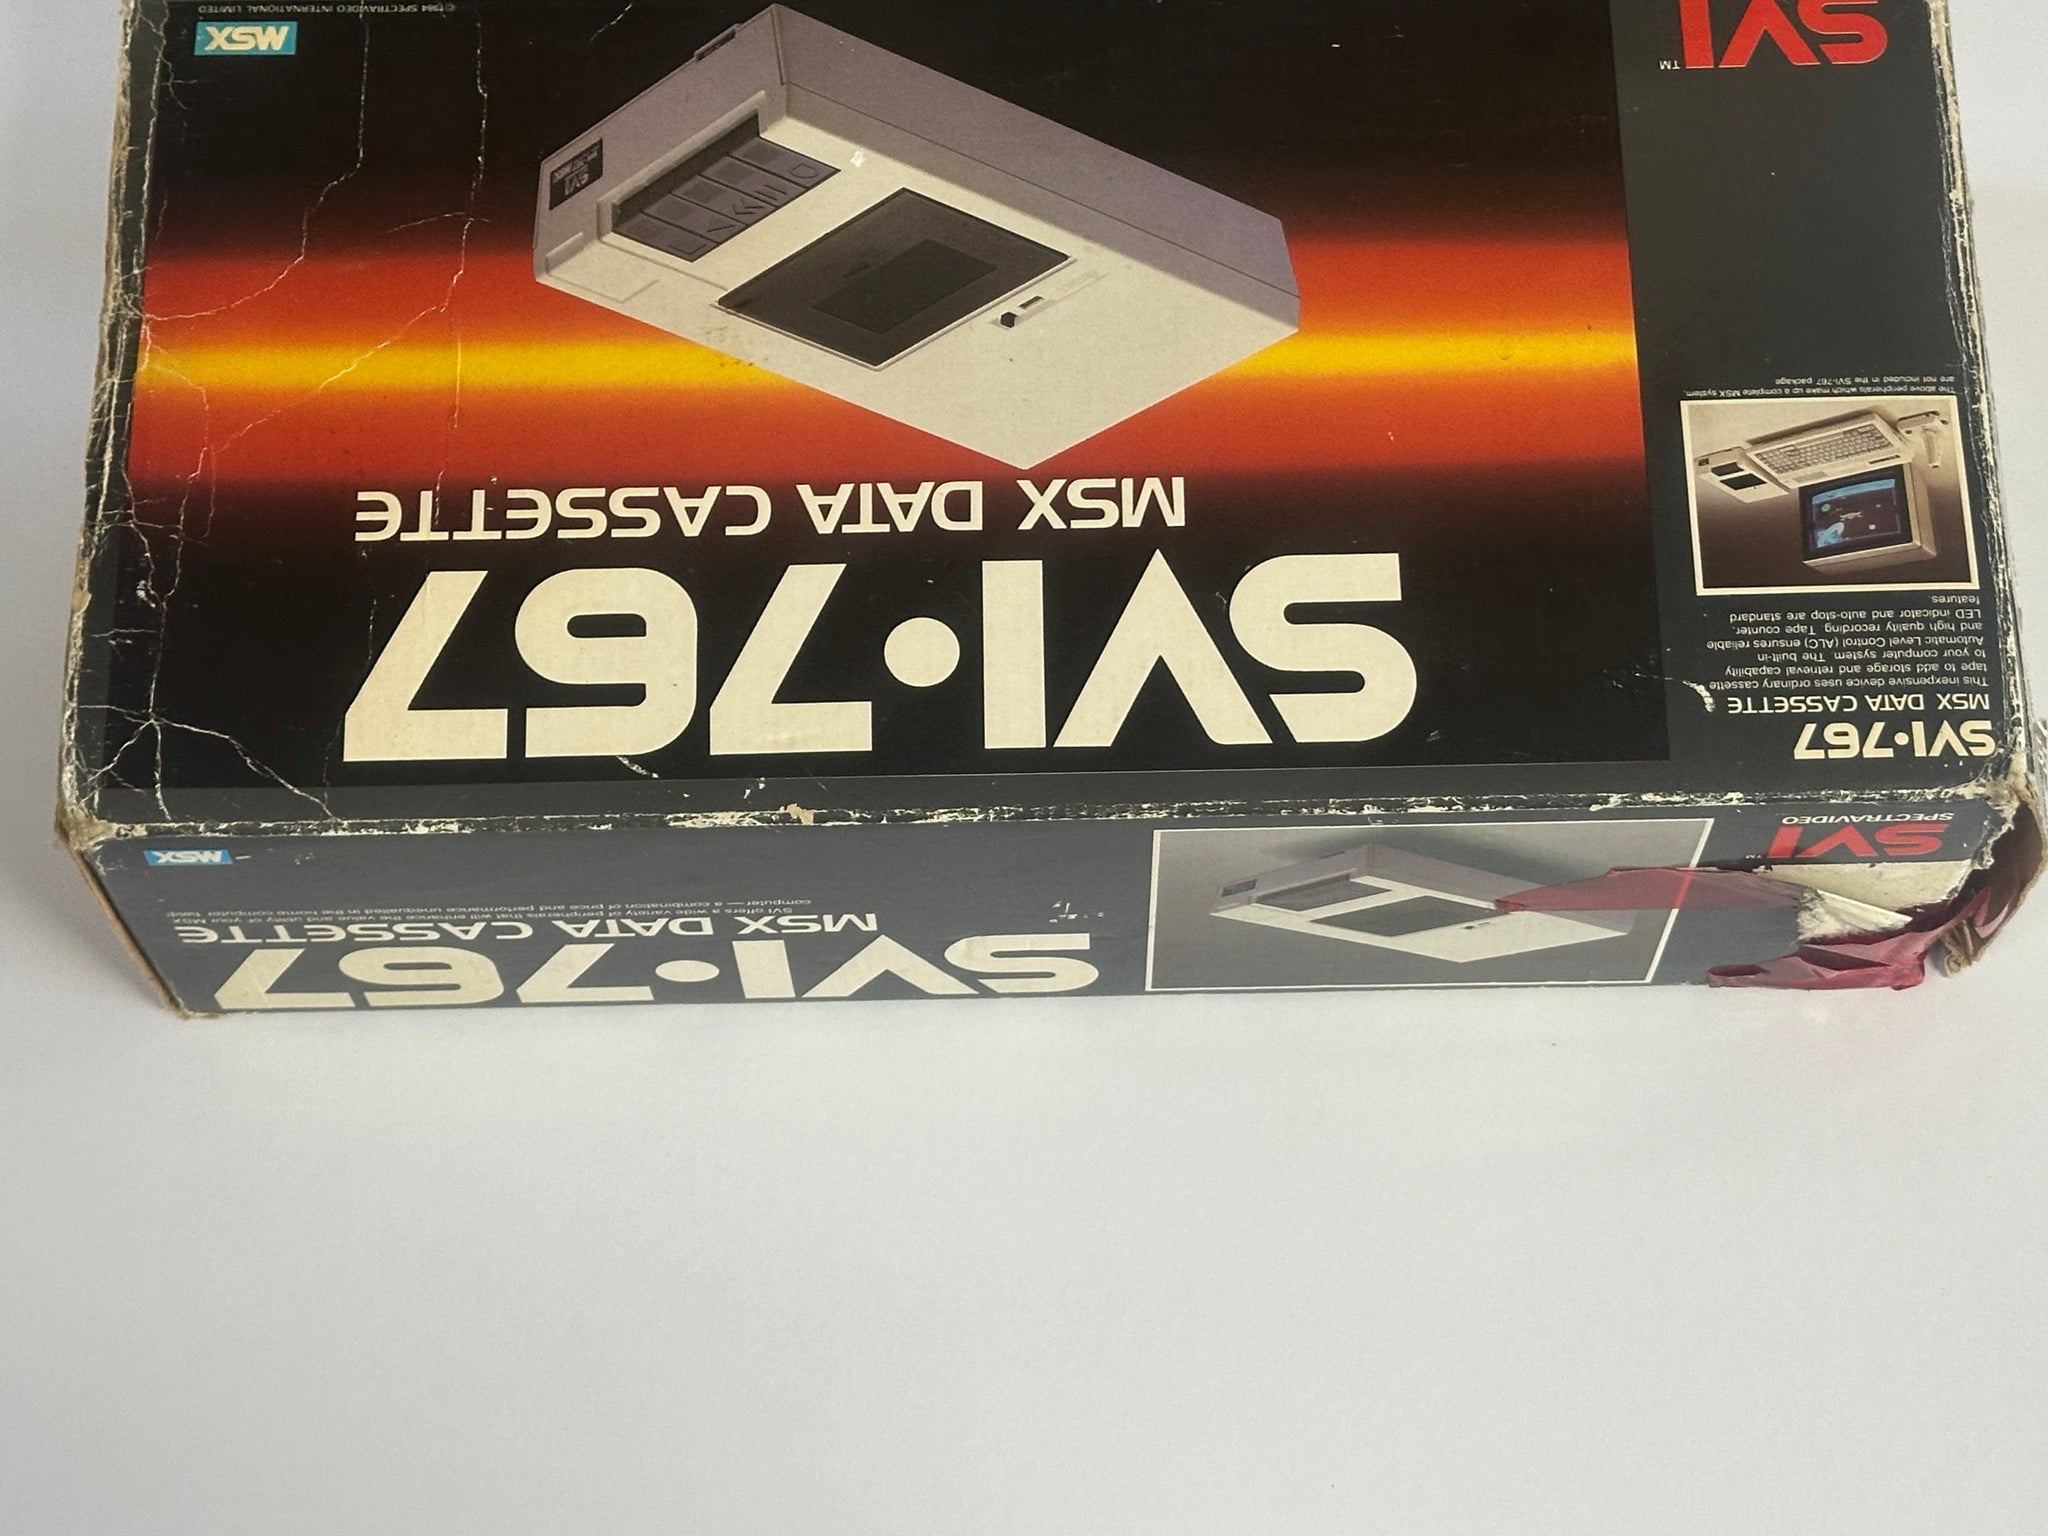 SVI•767
MSX DATA CASSETTE
This inexpensive device uses ordinary cassette
tape to add storage and retrieval capability
to your computer system. The built-in
Automatic Level Control (ALC) ensures reliable
and high quality recording. Tape counter.
LED indicator and auto-stop are standard
features
The above peripherals which make up a complete MSX system,
are not included in the SVI-767 package
SVI™
SVI•767
MSX DATA CASSETTE
SVI
MSX
©1984 SPECTRAVIDEO INTERNATIONAL LIMITED
SVI™
SPECTRAVIDEO
SVI•767
MSX DATA CASSETTE
SVI offers a wide variety of peripherals that will enhance the value and utility of your MSX
computer — a combination of price and performance unequalled in the home computer field
MSX